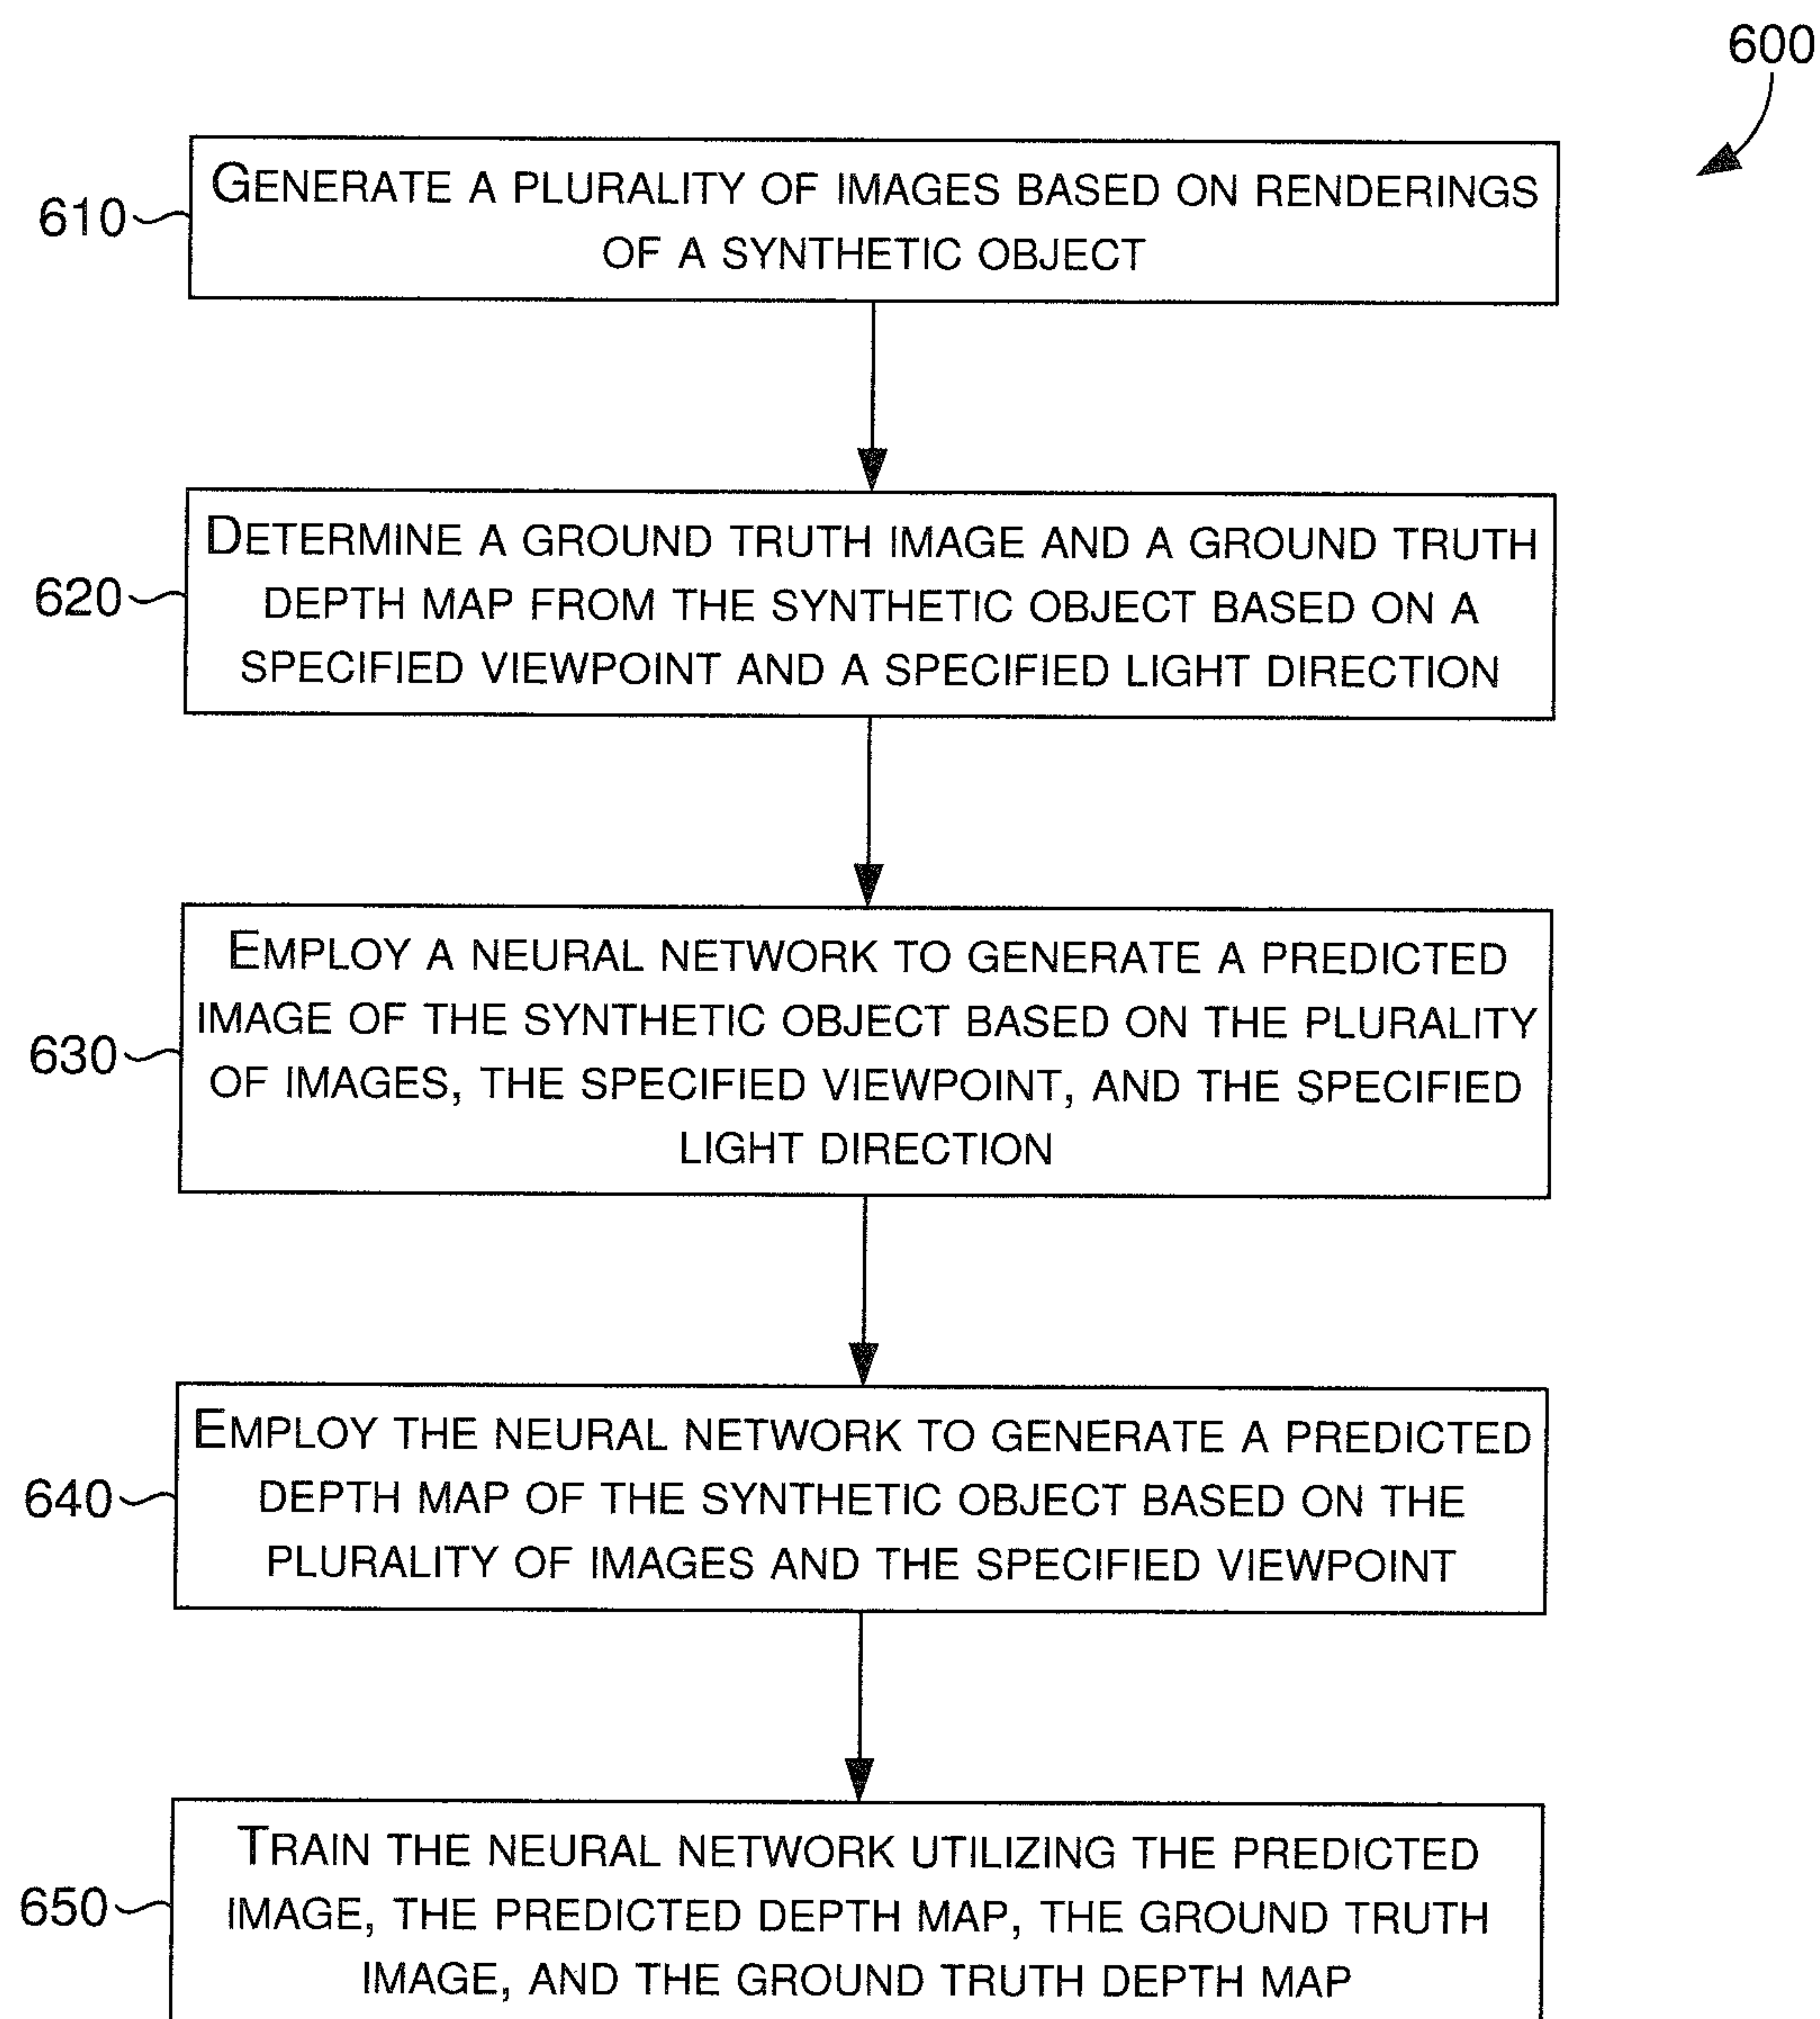 600
610
GENERATE A PLURALITY OF IMAGES BASED ON RENDERINGS
OF A SYNTHETIC OBJECT
620
DETERMINE A GROUND TRUTH IMAGE AND A GROUND TRUTH
DEPTH MAP FROM THE SYNTHETIC OBJECT BASED ON A
SPECIFIED VIEWPOINT AND A SPECIFIED LIGHT DIRECTION
630
EMPLOY A NEURAL NETWORK TO GENERATE A PREDICTED
IMAGE OF THE SYNTHETIC OBJECT BASED ON THE PLURALITY
OF IMAGES, THE SPECIFIED VIEWPOINT, AND THE SPECIFIED
LIGHT DIRECTION
640
EMPLOY THE NEURAL NETWORK TO GENERATE A PREDICTED
DEPTH MAP OF THE SYNTHETIC OBJECT BASED ON THE
PLURALITY OF IMAGES AND THE SPECIFIED VIEWPOINT
650
TRAIN THE NEURAL NETWORK UTILIZING THE PREDICTED
IMAGE, THE PREDICTED DEPTH MAP, THE GROUND TRUTH
IMAGE, AND THE GROUND TRUTH DEPTH MAP